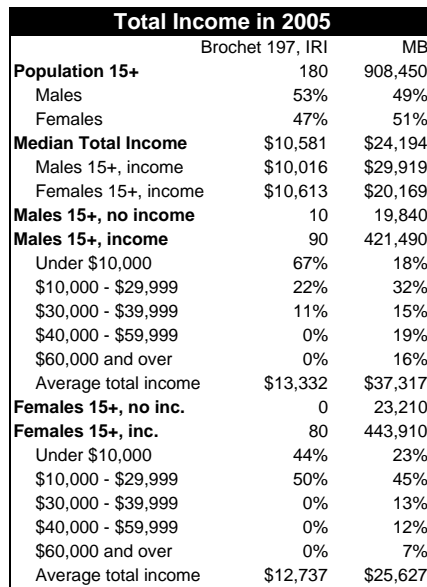 Total Income in 2005
Brochet 197, IRI MB
Population 15+ 180 908,450
Males 53% 49%
Females 47% 51%
Median Total Income $10,581 $24,194
Males 15+, income $10,016 $29,919
Females 15+, income $10,613 $20,169
Males 15+, no income 10 19,840
Males 15+, income 90 421,490
Under $10,000 67% 18%
$10,000 - $29,999 22% 32%
$30,000 - $39,999 11% 15%
$40,000 - $59,999 0% 19%
$60,000 and over 0% 16%
Average total income $13,332 $37,317
Females 15+, no inc. 0 23,210
Females 15+, inc. 80 443,910
Under $10,000 44% 23%
$10,000 - $29,999 50% 45%
$30,000 - $39,999 0% 13%
$40,000 - $59,999 0% 12%
$60,000 and over 0% 7%
Average total income $12,737 $25,627